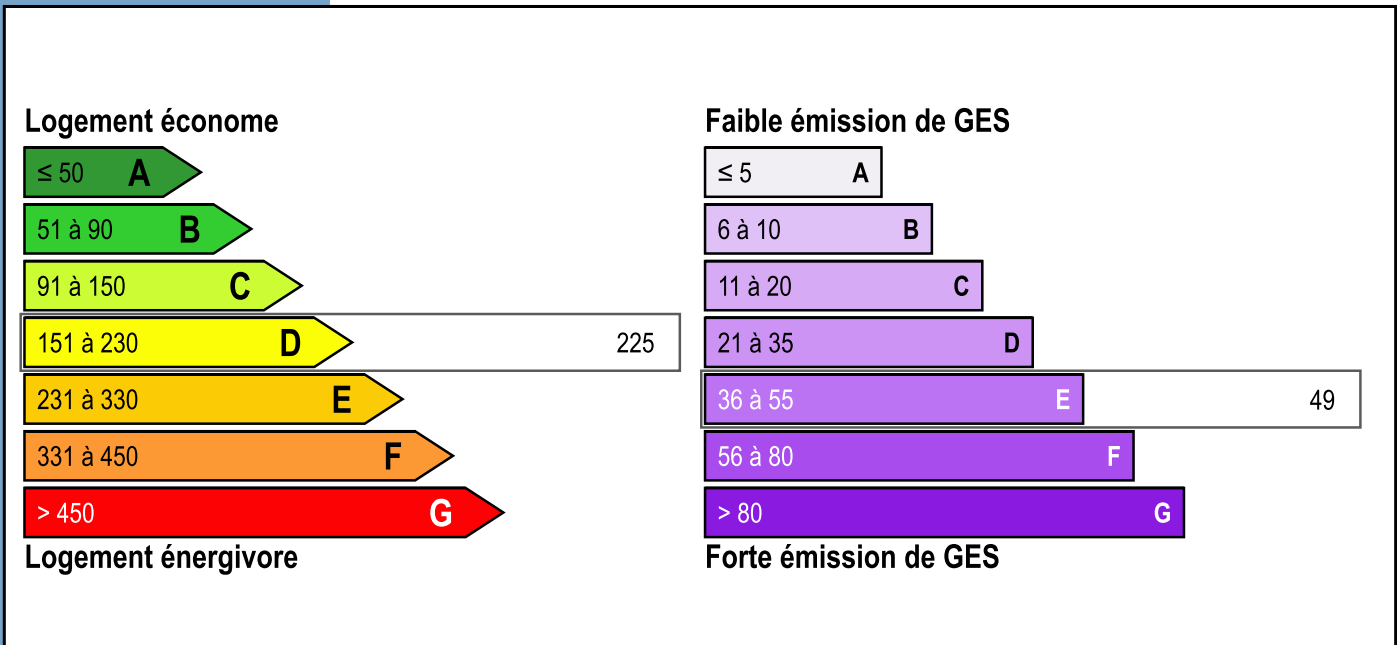 Logement économe
≤ 50 A
51 à 90 B
91 à 150 C
151 à 230 D 225
231 à 330 E
331 à 450 F
> 450 G
Logement énergivore
Faible émission de GES
≤ 5 A
6 à 10 B
11 à 20 C
21 à 35 D
36 à 55 E 49
56 à 80 F
> 80 G
Forte émission de GES